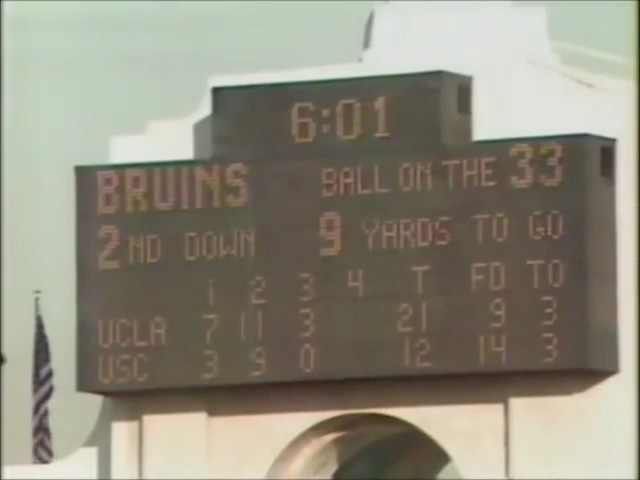 6:01
BRUINS BALL ON THE 33
2ND DOWN 9 YARDS TO GO
1 2 3 4 T FD TO
UCLA 7 11 3 21 9 3
USC 3 9 0 12 14 3